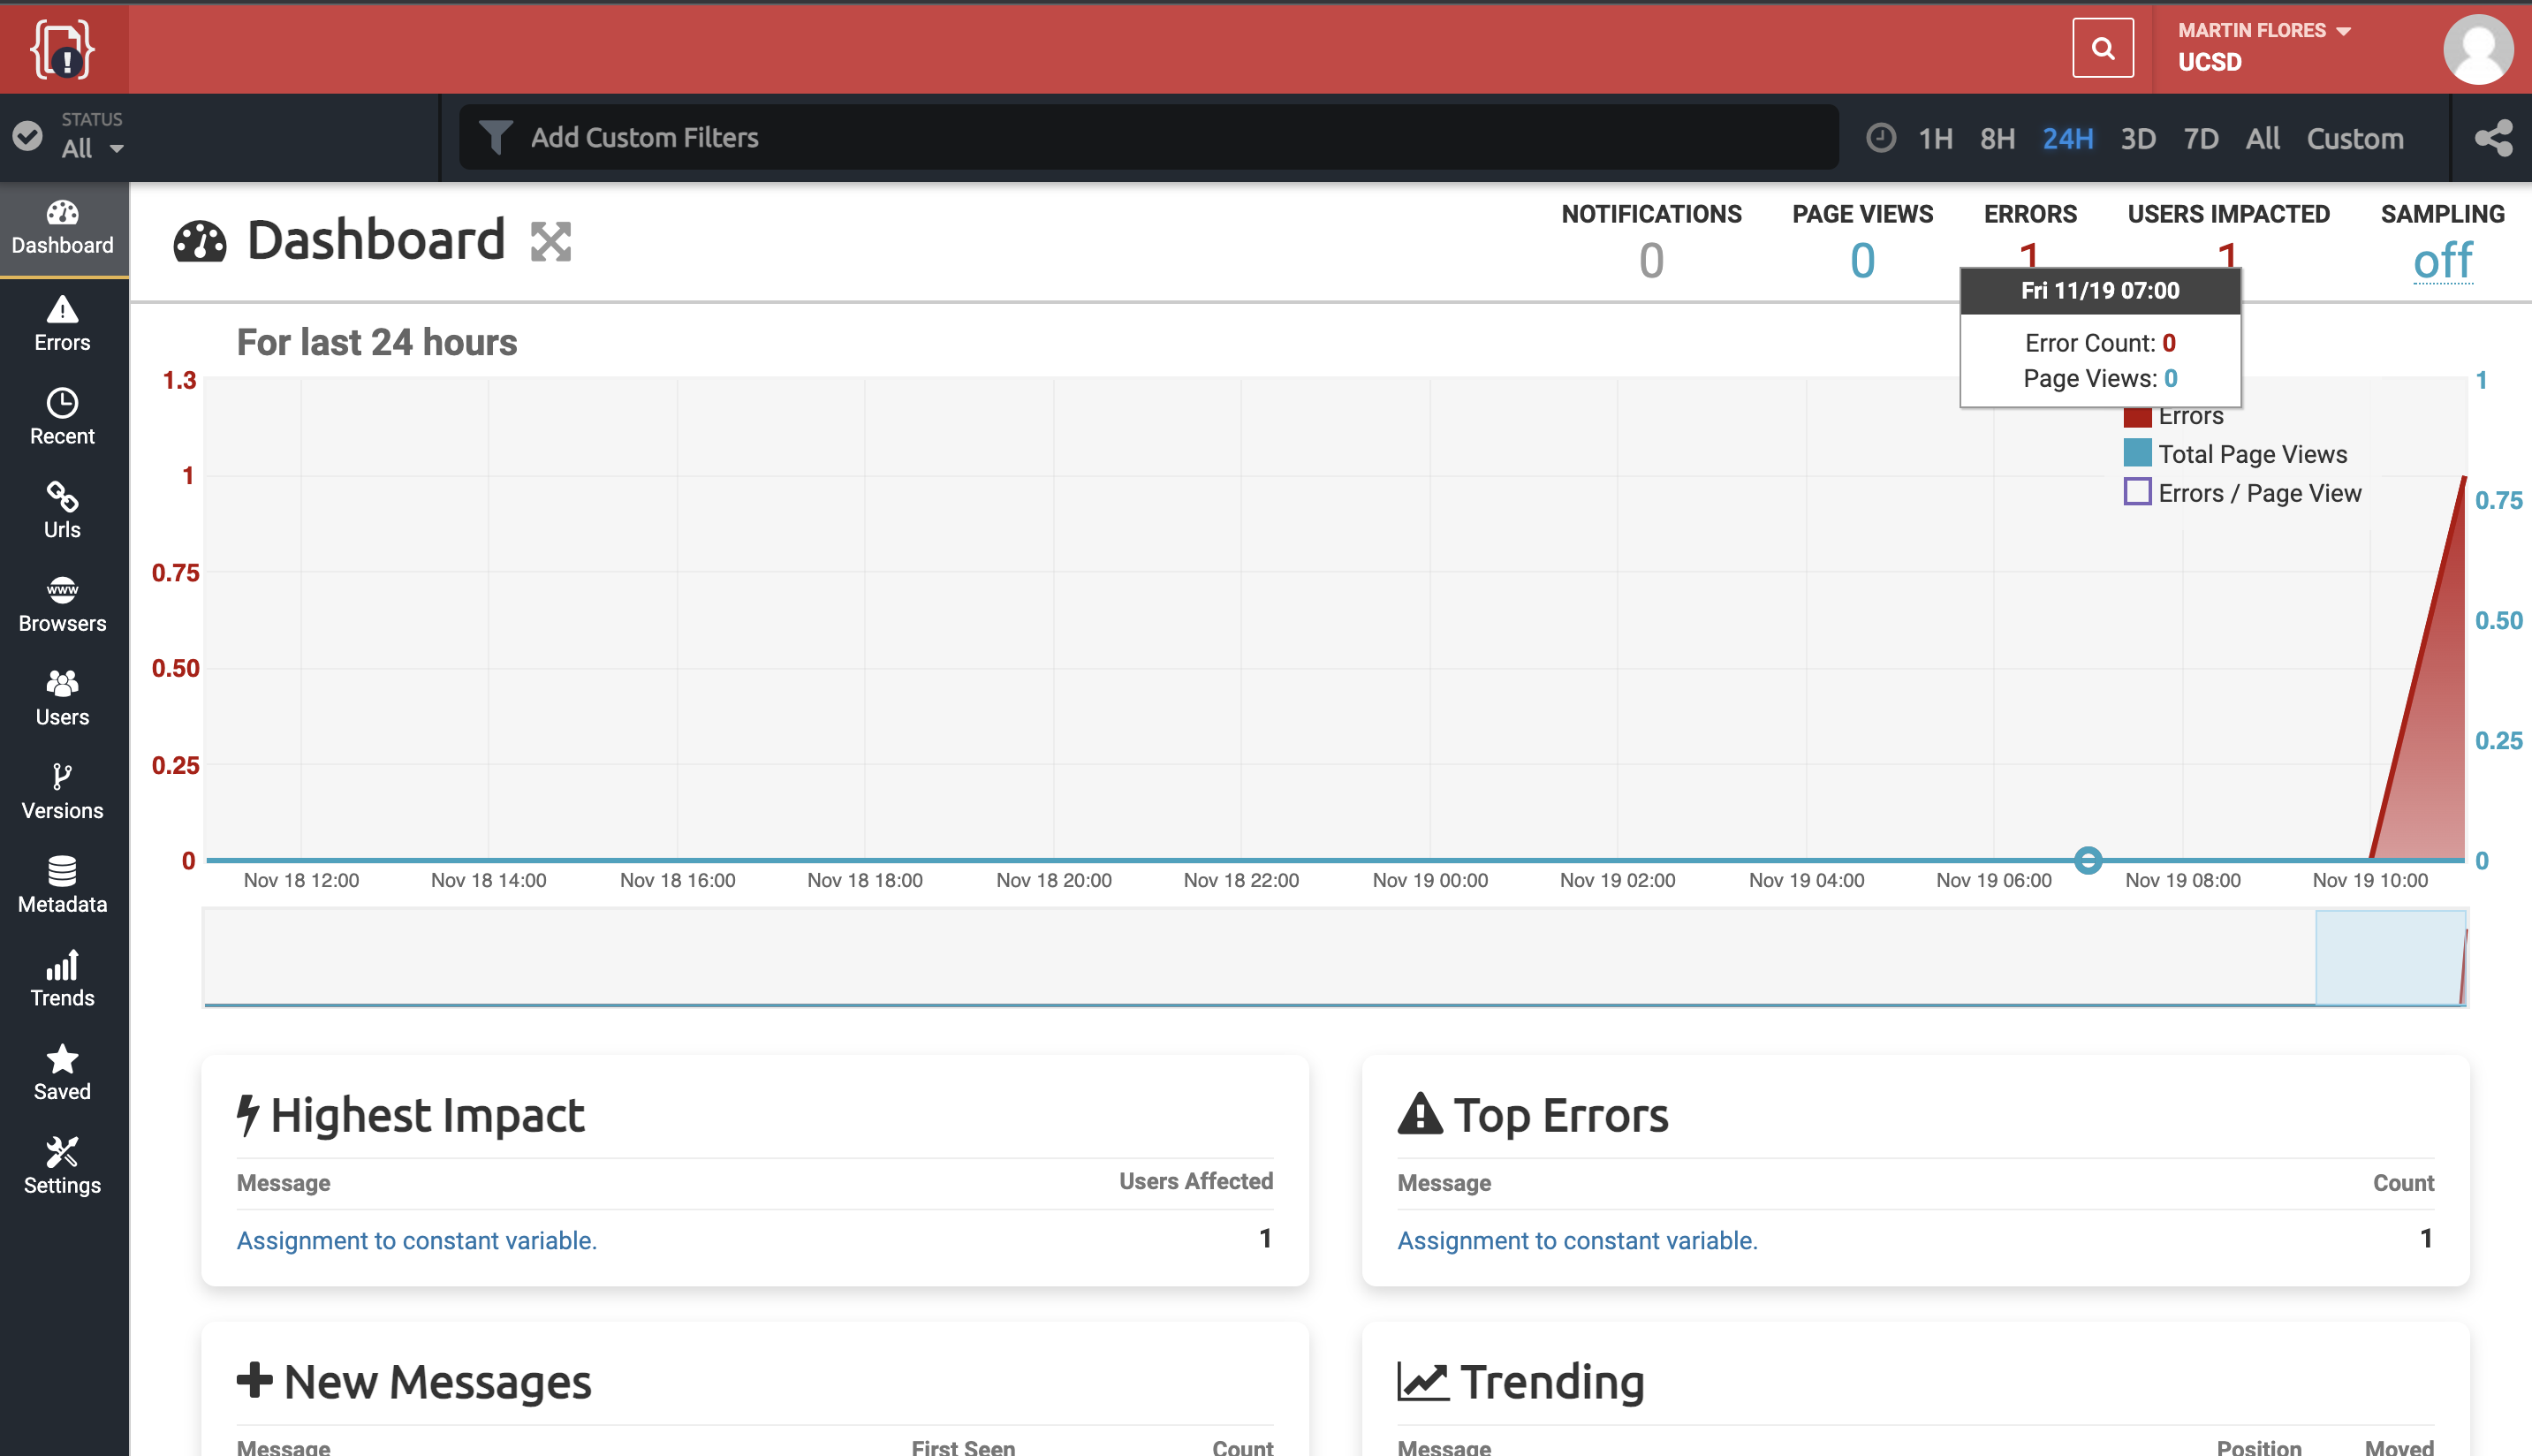 MARTIN FLORES
UCSD
STATUS
All
Add Custom Filters
1H 8H 24H 3D 7D All Custom
Dashboard
Errors
Recent
Urls
www
Browsers
Users
Versions
Metadata
Trends
Saved
Settings
Dashboard
NOTIFICATIONS
0
PAGE VIEWS
0
ERRORS
1
USERS IMPACTED
1
SAMPLING
off
Fri 11/19 07:00
Error Count: 0
Page Views: 0
For last 24 hours
Errors
Total Page Views
Errors / Page View
1.3
1
0.75
0.50
0.25
0
1
0.75
0.50
0.25
0
Nov 18 12:00 Nov 18 14:00 Nov 18 16:00 Nov 18 18:00 Nov 18 20:00 Nov 18 22:00 Nov 19 00:00 Nov 19 02:00 Nov 19 04:00 Nov 19 06:00 Nov 19 08:00 Nov 19 10:00
Highest Impact
Message Users Affected
Assignment to constant variable. 1
Top Errors
Message Count
Assignment to constant variable. 1
New Messages
Message First Seen Count
Trending
Message Position Moved